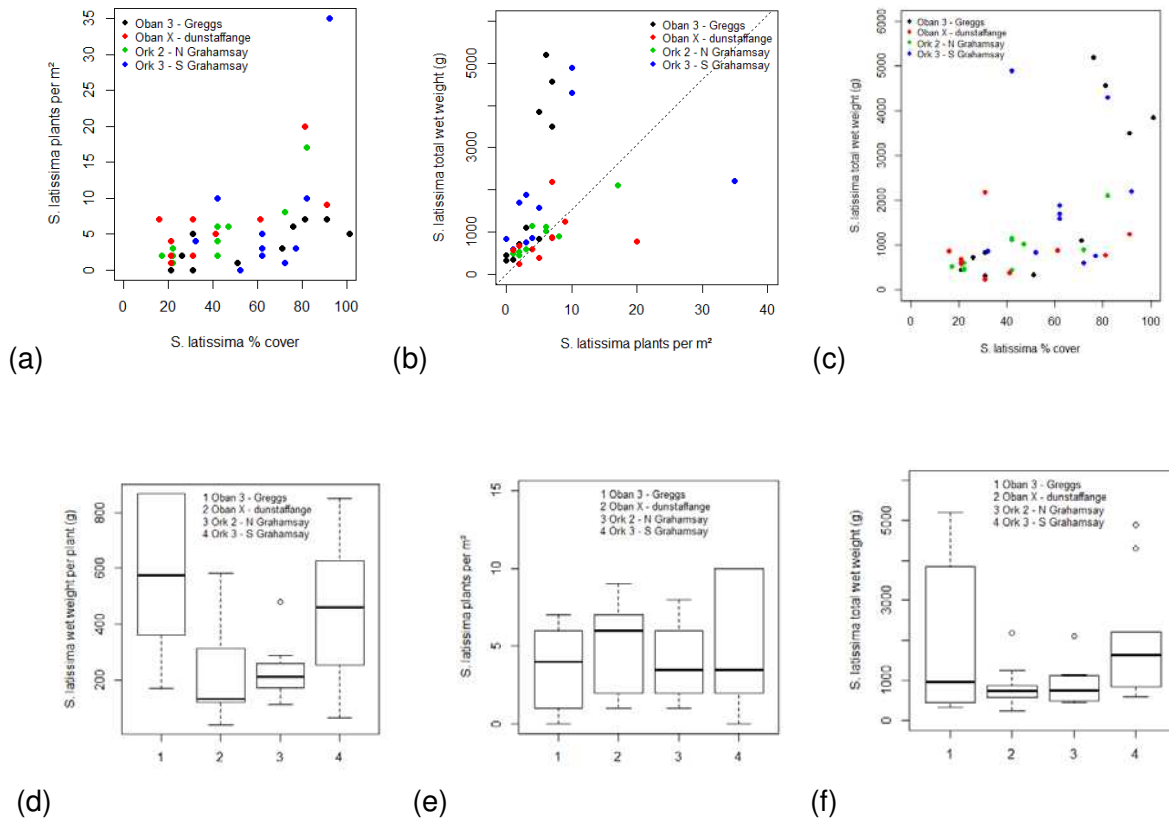 S. latissima plants per m²
0 5 10 15 20 25 30 35
Oban 3 - Greggs
Oban X - dunstaffange
Ork 2 - N Grahamsay
Ork 3 - S Grahamsay
0 20 40 60 80 100
S. latissima % cover
(a)
S. latissima total wet weight (g)
0 1000 3000 5000
Oban 3 - Greggs
Oban X - dunstaffange
Ork 2 - N Grahamsay
Ork 3 - S Grahamsay
0 10 20 30 40
S. latissima plants per m²
(b)
S. latissima total wet weight (g)
0 1000 2000 3000 4000 5000 6000
Oban 3 - Greggs
Oban X - dunstaffange
Ork 2 - N Grahamsay
Ork 3 - S Grahamsay
0 20 40 60 80 100
S. latissima % cover
(c)
S. latissima wet weight per plant (g)
200 400 600 800
1 Oban 3 - Greggs
2 Oban X - dunstaffange
3 Ork 2 - N Grahamsay
4 Ork 3 - S Grahamsay
1 2 3 4
(d)
S. latissima plants per m²
0 5 10 15
1 Oban 3 - Greggs
2 Oban X - dunstaffange
3 Ork 2 - N Grahamsay
4 Ork 3 - S Grahamsay
1 2 3 4
(e)
S. latissima total wet weight (g)
0 1000 3000 5000
1 Oban 3 - Greggs
2 Oban X - dunstaffange
3 Ork 2 - N Grahamsay
4 Ork 3 - S Grahamsay
1 2 3 4
(f)